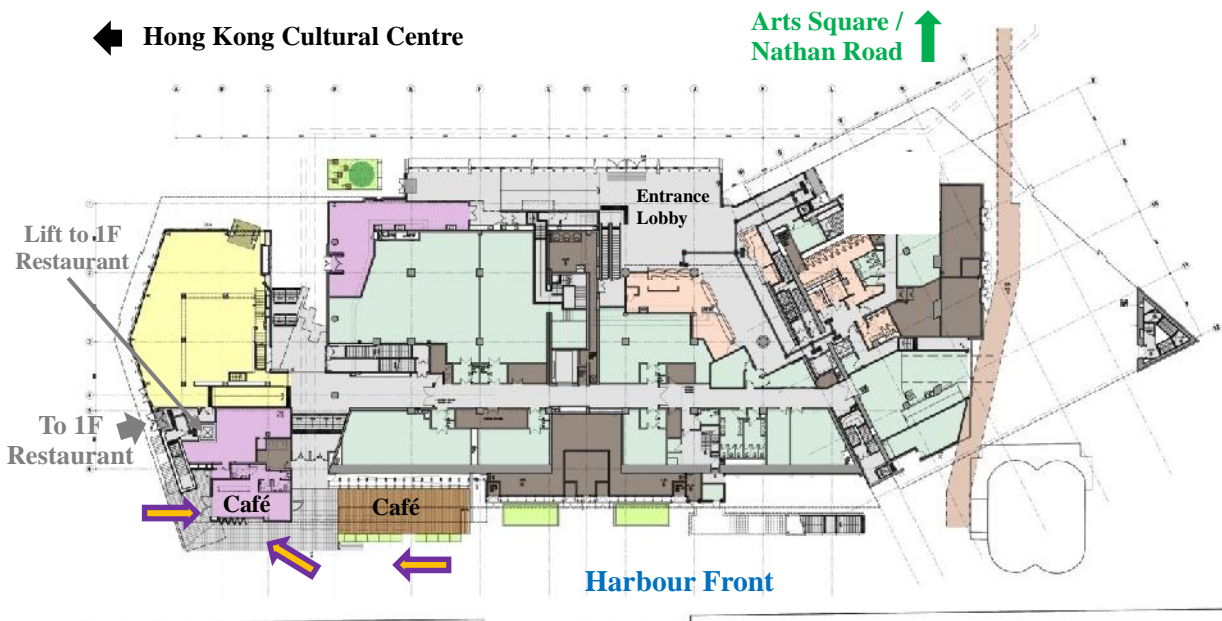 Hong Kong Cultural Centre
Arts Square /
Nathan Road
Entrance
Lobby
Lift to 1F
Restaurant
To 1F
Restaurant
Café
Café
Harbour Front